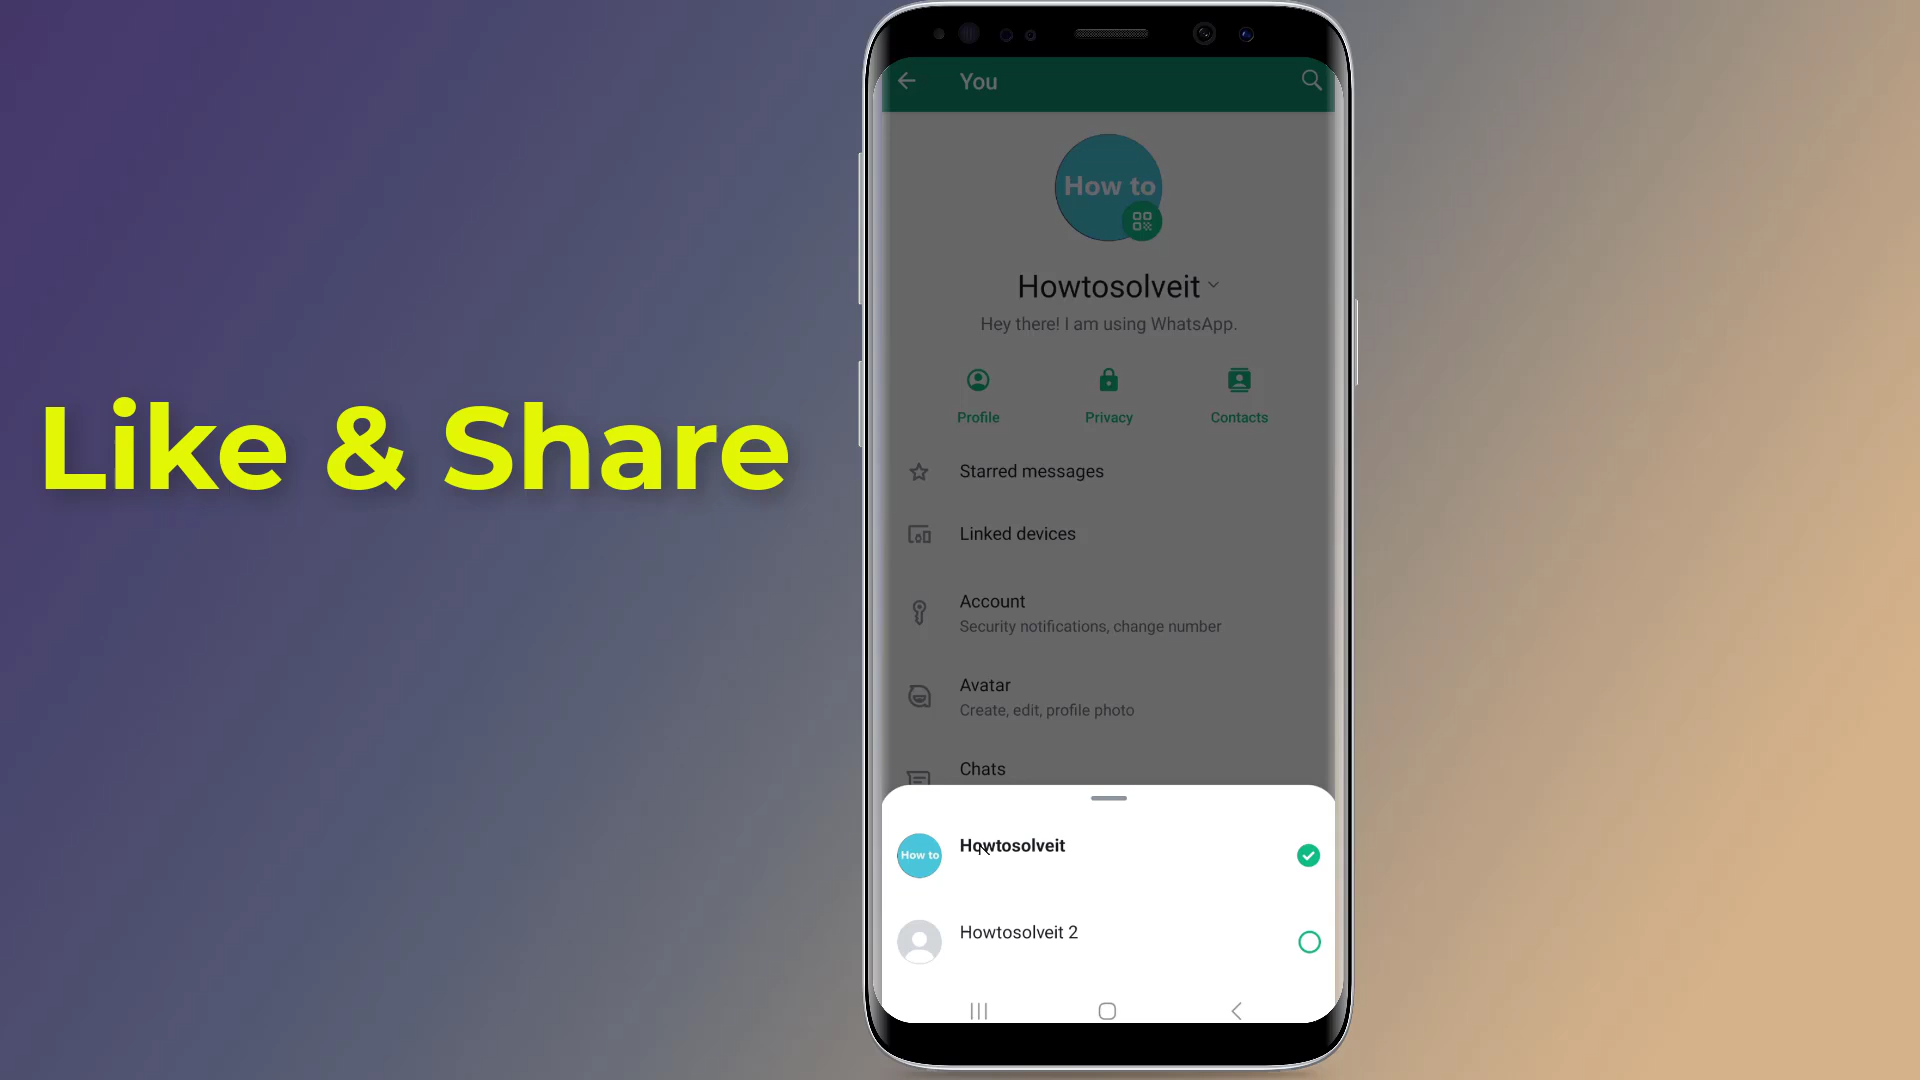 Like & Share
You
How to
Howtosolveit
Hey there! I am using WhatsApp.
Profile
Privacy
Contacts
Starred messages
Linked devices
Account
Security notifications, change number
Avatar
Create, edit, profile photo
Chats
How to
Howtosolveit
Howtosolveit 2